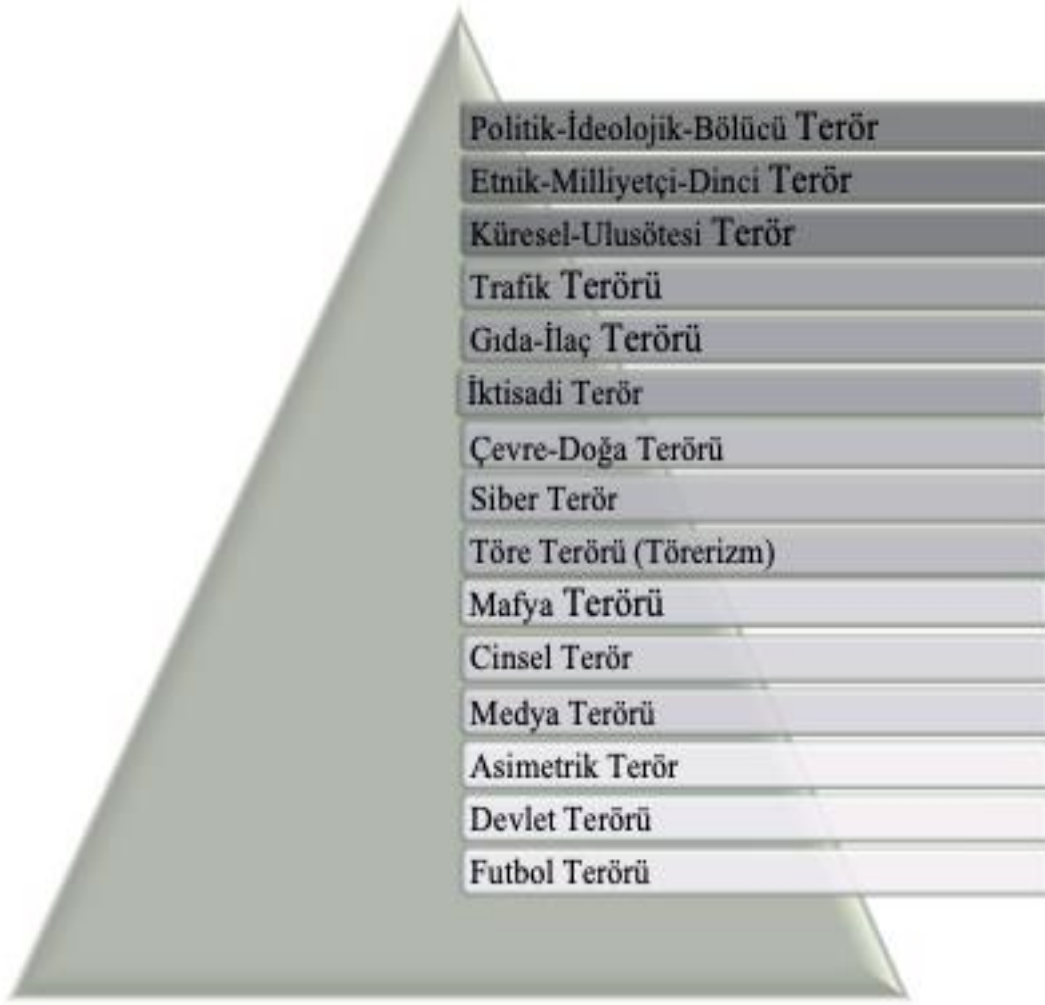 Politik-İdeolojik-Bölücü Terör
Etnik-Milliyetçi-Dinci Terör
Küresel-Ulusötesi Terör
Trafik Terörü
Gıda-İlaç Terörü
İktisadi Terör
Çevre-Doğa Terörü
Siber Terör
Töre Terörü (Törerizm)
Mafya Terörü
Cinsel Terör
Medya Terörü
Asimetrik Terör
Devlet Terörü
Futbol Terörü